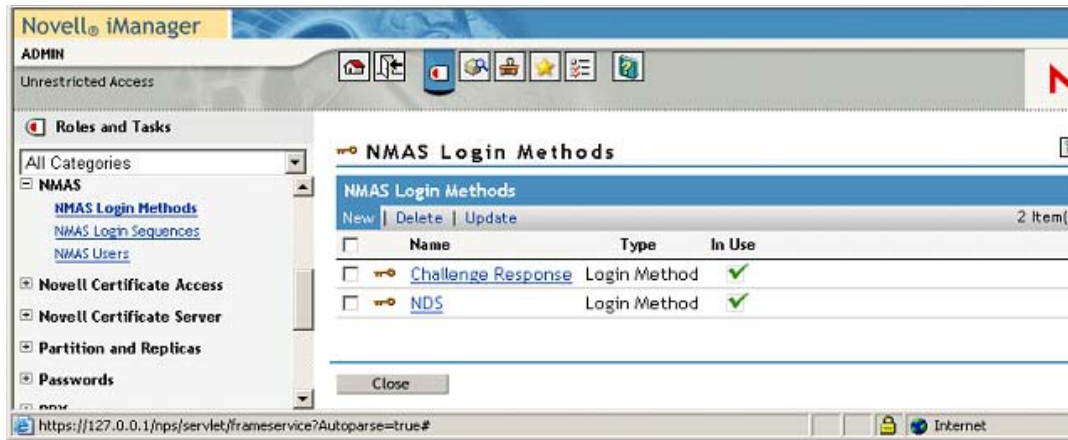 Novell® iManager
ADMIN
Unrestricted Access
Roles and Tasks
All Categories
NMAS
NMAS Login Methods
NMAS Login Sequences
NMAS Users
Novell Certificate Access
Novell Certificate Server
Partition and Replicas
Passwords
NMAS Login Methods
NMAS Login Methods
New | Delete | Update 2 Item(
Name Type In Use
Challenge Response Login Method
NDS Login Method
Close
https://127.0.0.1/nps/servlet/frameservice?Autoparse=true# Internet